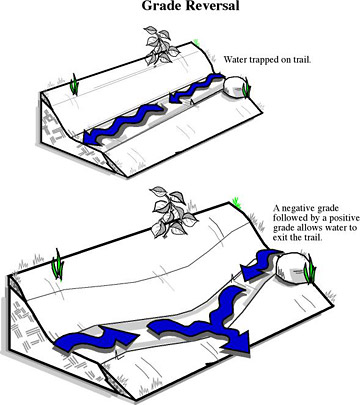 Grade Reversal
Water trapped on trail.
A negative grade
followed by a positive
grade allows water to
exit the trail.